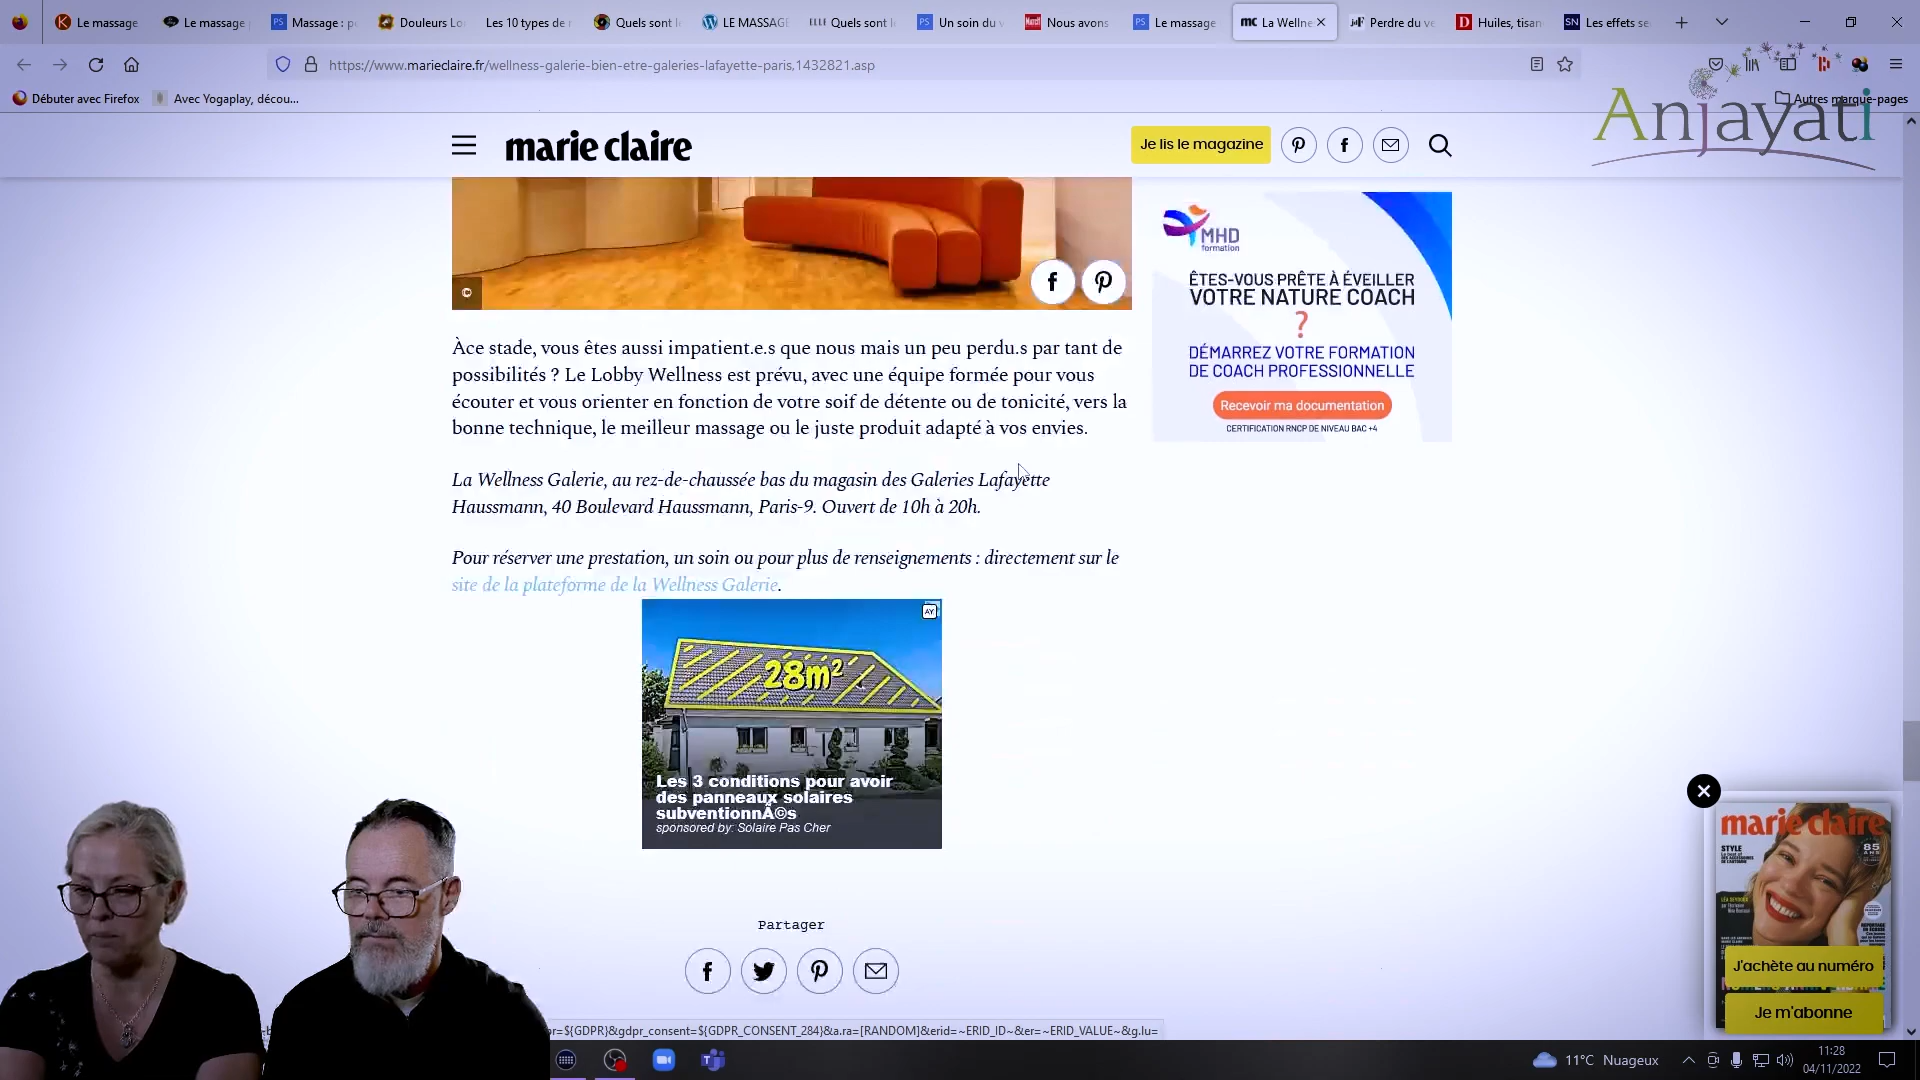 Le massage
Le massage
Massage : p
Douleurs Lo
Les 10 types de
Quels sont l
LE MASSAGE
Quels sont l
Un soin du v
Nous avons
Le massage
mc La Wellne
Perdre du ve
Huiles, tisan
Les effets se
https://www.marieclaire.fr/wellness-galerie-bien-etre-galeries-lafayette-paris,1432821.asp
Débuter avec Firefox
Avec Yogaplay, décou...
Autres marque-pages
Anjayati
marie claire
Je lis le magazine
MHD
formation
ÊTES-VOUS PRÊTE À ÉVEILLER
VOTRE NATURE COACH
?
DÉMARREZ VOTRE FORMATION
DE COACH PROFESSIONNELLE
Recevoir ma documentation
CERTIFICATION RNCP DE NIVEAU BAC +4
Àce stade, vous êtes aussi impatient.e.s que nous mais un peu perdu.s par tant de
possibilités ? Le Lobby Wellness est prévu, avec une équipe formée pour vous
écouter et vous orienter en fonction de votre soif de détente ou de tonicité, vers la
bonne technique, le meilleur massage ou le juste produit adapté à vos envies.
La Wellness Galerie, au rez-de-chaussée bas du magasin des Galeries Lafayette
Haussmann, 40 Boulevard Haussmann, Paris-9. Ouvert de 10h à 20h.
Pour réserver une prestation, un soin ou pour plus de renseignements : directement sur le
site de la plateforme de la Wellness Galerie.
AY
28m²
Les 3 conditions pour avoir
des panneaux solaires
subventionnÃ©s
sponsored by: Solaire Pas Cher
Partager
marie claire
STYLE
85
ANS
J'achète au numéro
Je m'abonne
or=${GDPR}&gdpr_consent=${GDPR_CONSENT_284}&a.ra=[RANDOM]&erid=~ERID_ID~&er=~ERID_VALUE~&g.lu=
11°C Nuageux
11:28
04/11/2022